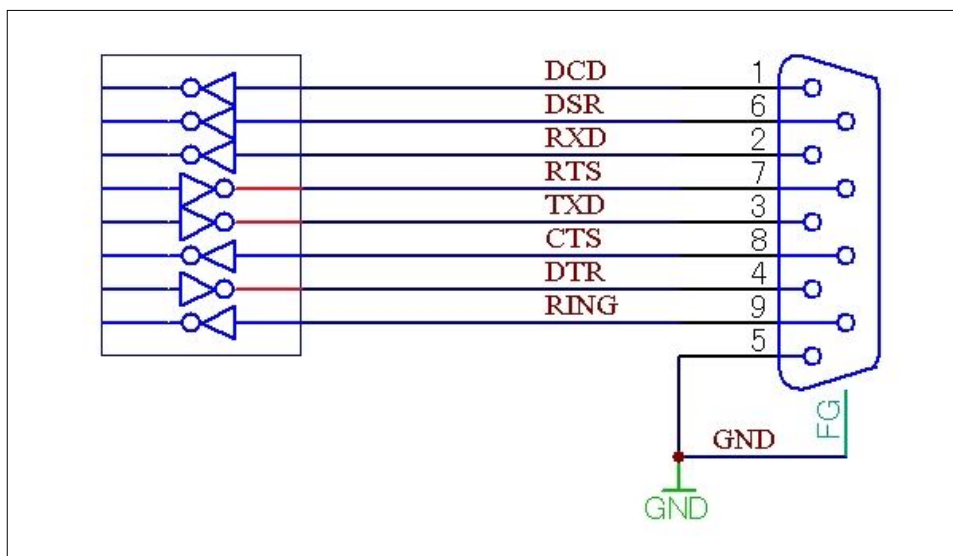 DCD 1
DSR 6
RXD 2
RTS 7
TXD 3
CTS 8
DTR 4
RING 9
5
FG
GND
GND